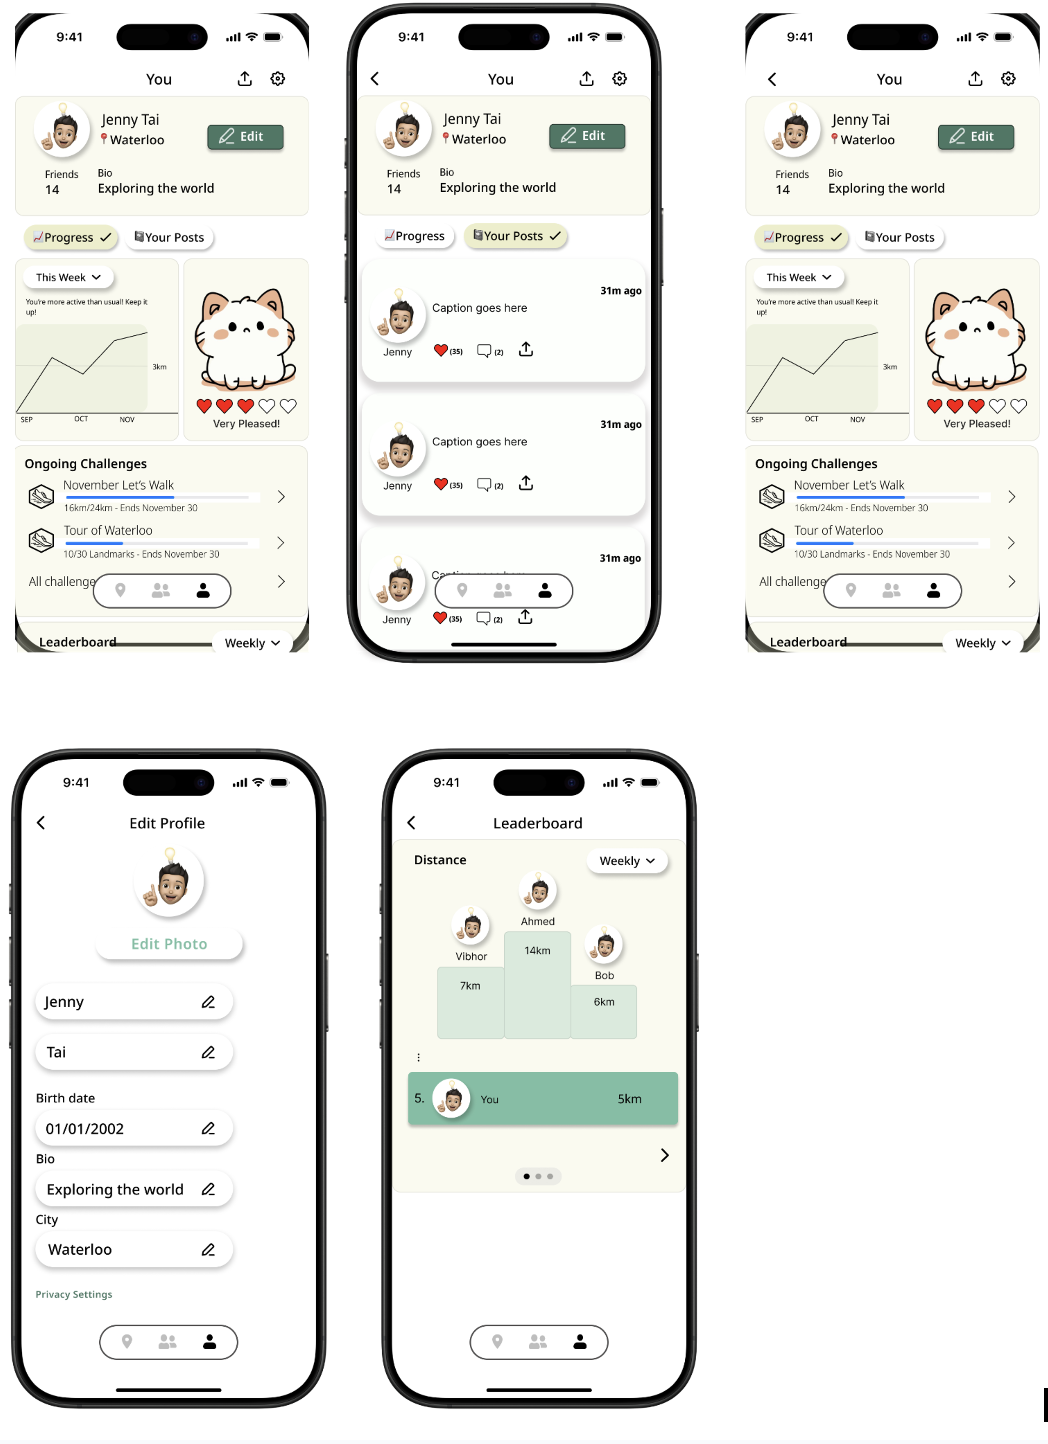 9:41
You
Jenny Tai
Waterloo
Edit
Friends
14
Bio
Exploring the world
Progress
Your Posts
This Week
You're more active than usual! Keep it
up!
3km
SEP OCT NOV
Very Pleased!
Ongoing Challenges
November Let's Walk
16km/24km - Ends November 30
Tour of Waterloo
10/30 Landmarks - Ends November 30
All challenge
Leaderboard
Weekly
9:41
You
Jenny Tai
Waterloo
Edit
Friends
14
Bio
Exploring the world
Progress
Your Posts
31m ago
Caption goes here
Jenny
(35) (2)
31m ago
Caption goes here
Jenny
(35) (2)
31m ago
Caption goes here
Jenny
(35) (2)
9:41
You
Jenny Tai
Waterloo
Edit
Friends
14
Bio
Exploring the world
Progress
Your Posts
This Week
You're more active than usual! Keep it
up!
3km
SEP OCT NOV
Very Pleased!
Ongoing Challenges
November Let's Walk
16km/24km - Ends November 30
Tour of Waterloo
10/30 Landmarks - Ends November 30
All challenge
Leaderboard
Weekly
9:41
Edit Profile
Edit Photo
Jenny
Tai
Birth date
01/01/2002
Bio
Exploring the world
City
Waterloo
Privacy Settings
9:41
Leaderboard
Distance
Weekly
Ahmed
14km
Vibhor
7km
Bob
6km
5. You 5km